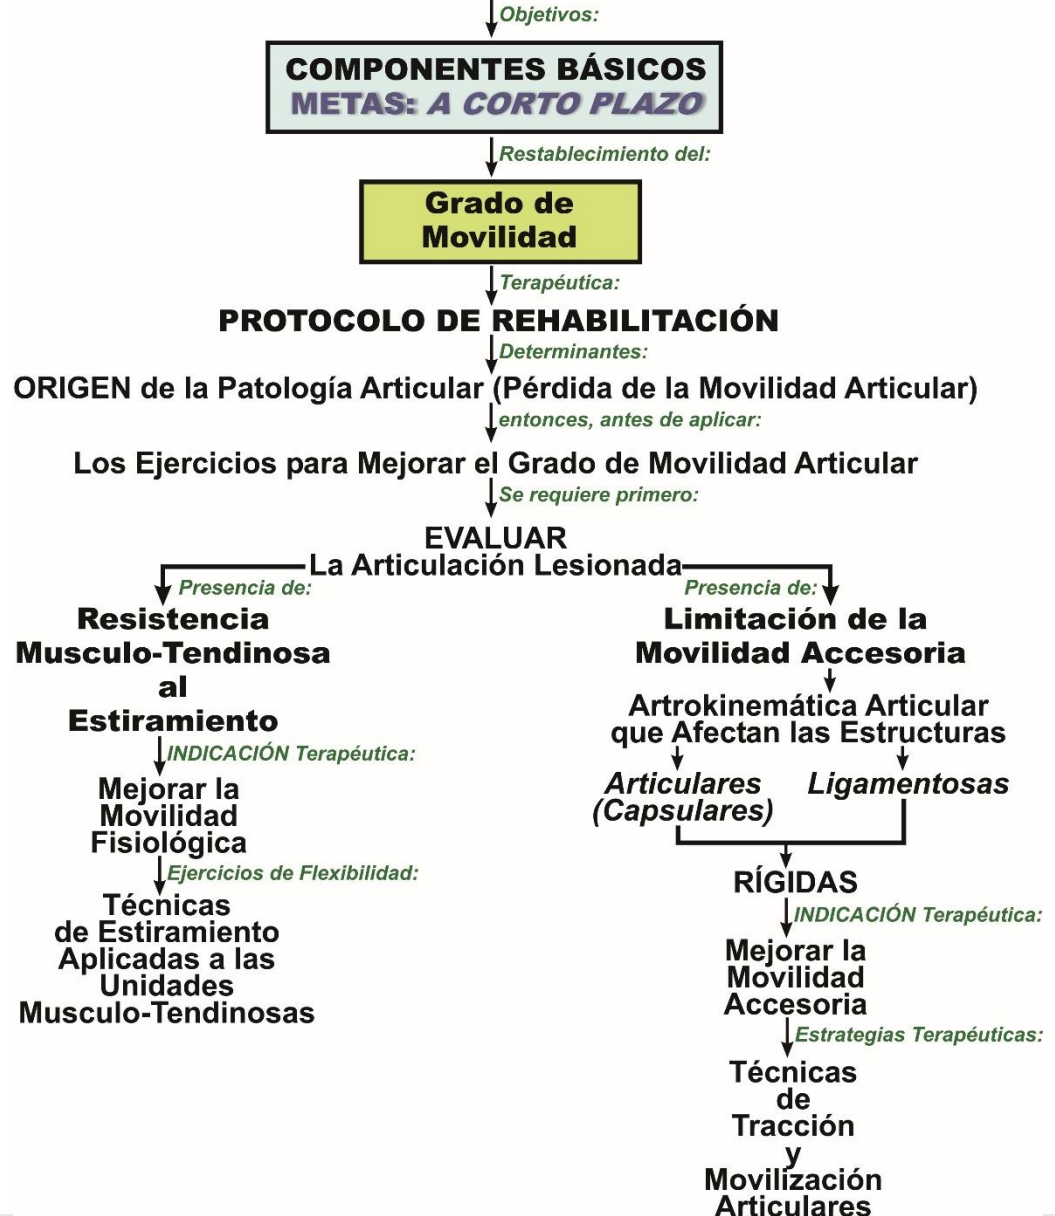 Objetivos:
COMPONENTES BÁSICOS
METAS: A CORTO PLAZO
Restablecimiento del:
Grado de
Movilidad
Terapéutica:
PROTOCOLO DE REHABILITACIÓN
Determinantes:
ORIGEN de la Patología Articular (Pérdida de la Movilidad Articular)
entonces, antes de aplicar:
Los Ejercicios para Mejorar el Grado de Movilidad Articular
Se requiere primero:
EVALUAR
La Articulación Lesionada
Presencia de:
Resistencia
Musculo-Tendinosa
al
Estiramiento
INDICACIÓN Terapéutica:
Mejorar la
Movilidad
Fisiológica
Ejercicios de Flexibilidad:
Técnicas
de Estiramiento
Aplicadas a las
Unidades
Musculo-Tendinosas
Presencia de:
Limitación de la
Movilidad Accesoria
Artrokinemática Articular
que Afectan las Estructuras
Articulares
(Capsulares)
Ligamentosas
RÍGIDAS
INDICACIÓN Terapéutica:
Mejorar la
Movilidad
Accesoria
Estrategias Terapéuticas:
Técnicas
de
Tracción
y
Movilización
Articulares